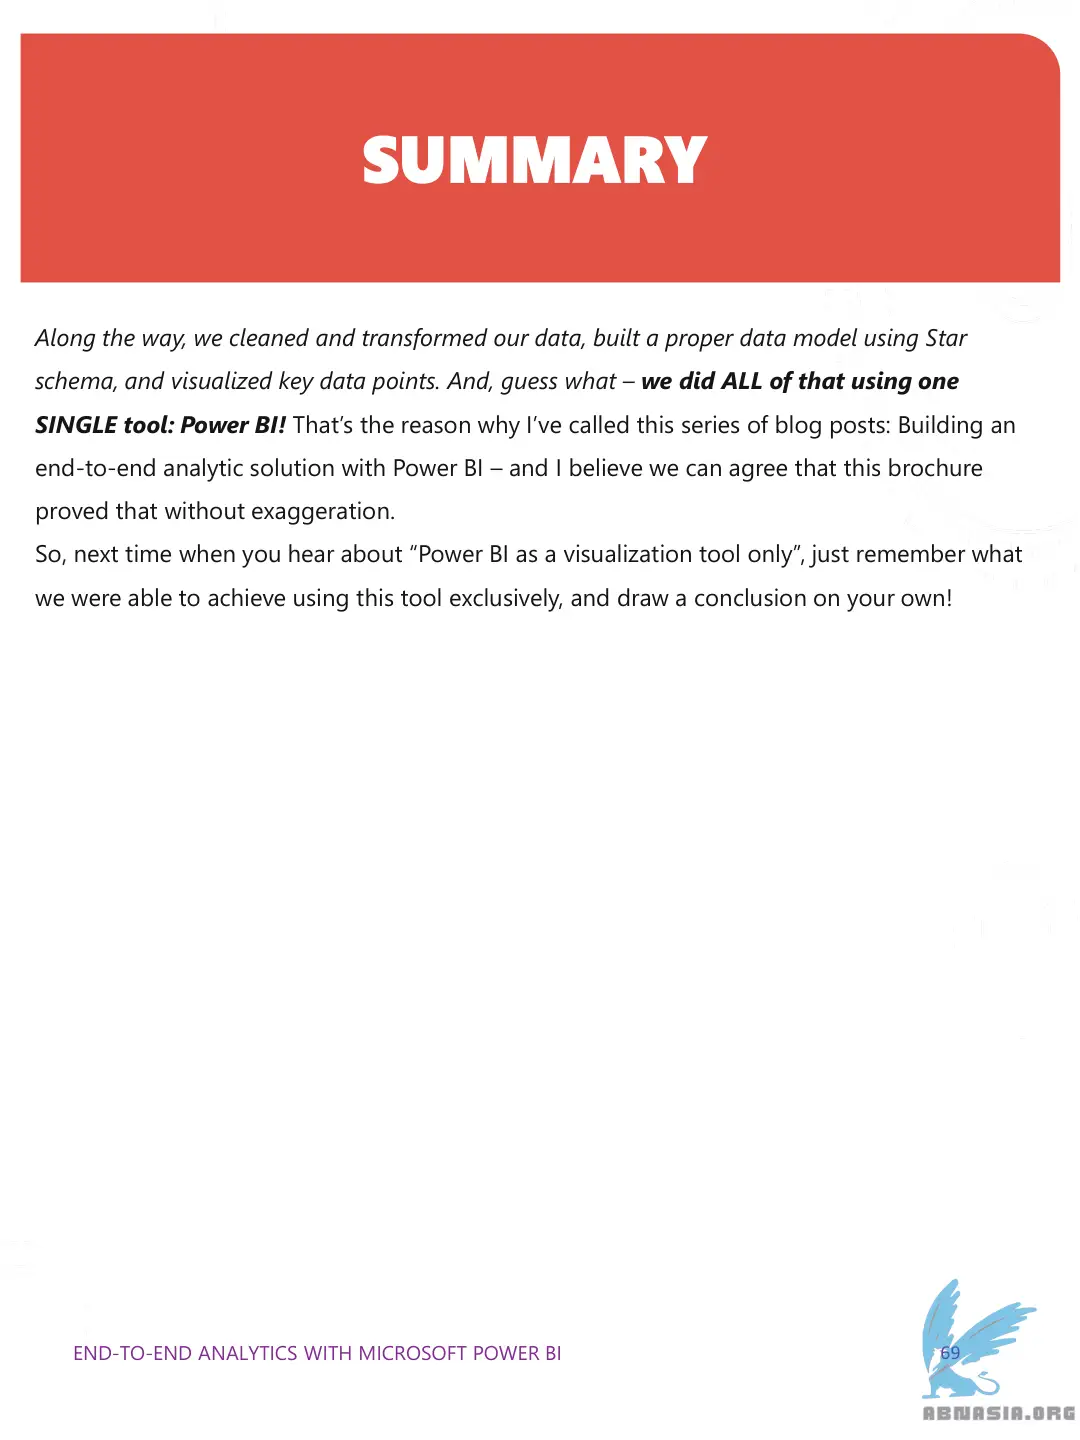 SUMMARY
Along the way, we cleaned and transformed our data, built a proper data model using Star
schema, and visualized key data points. And, guess what – we did ALL of that using one
SINGLE tool: Power BI! That’s the reason why I’ve called this series of blog posts: Building an
end-to-end analytic solution with Power BI – and I believe we can agree that this brochure
proved that without exaggeration.
So, next time when you hear about “Power BI as a visualization tool only”, just remember what
we were able to achieve using this tool exclusively, and draw a conclusion on your own!
END-TO-END ANALYTICS WITH MICROSOFT POWER BI
69
ABNASIA.ORG